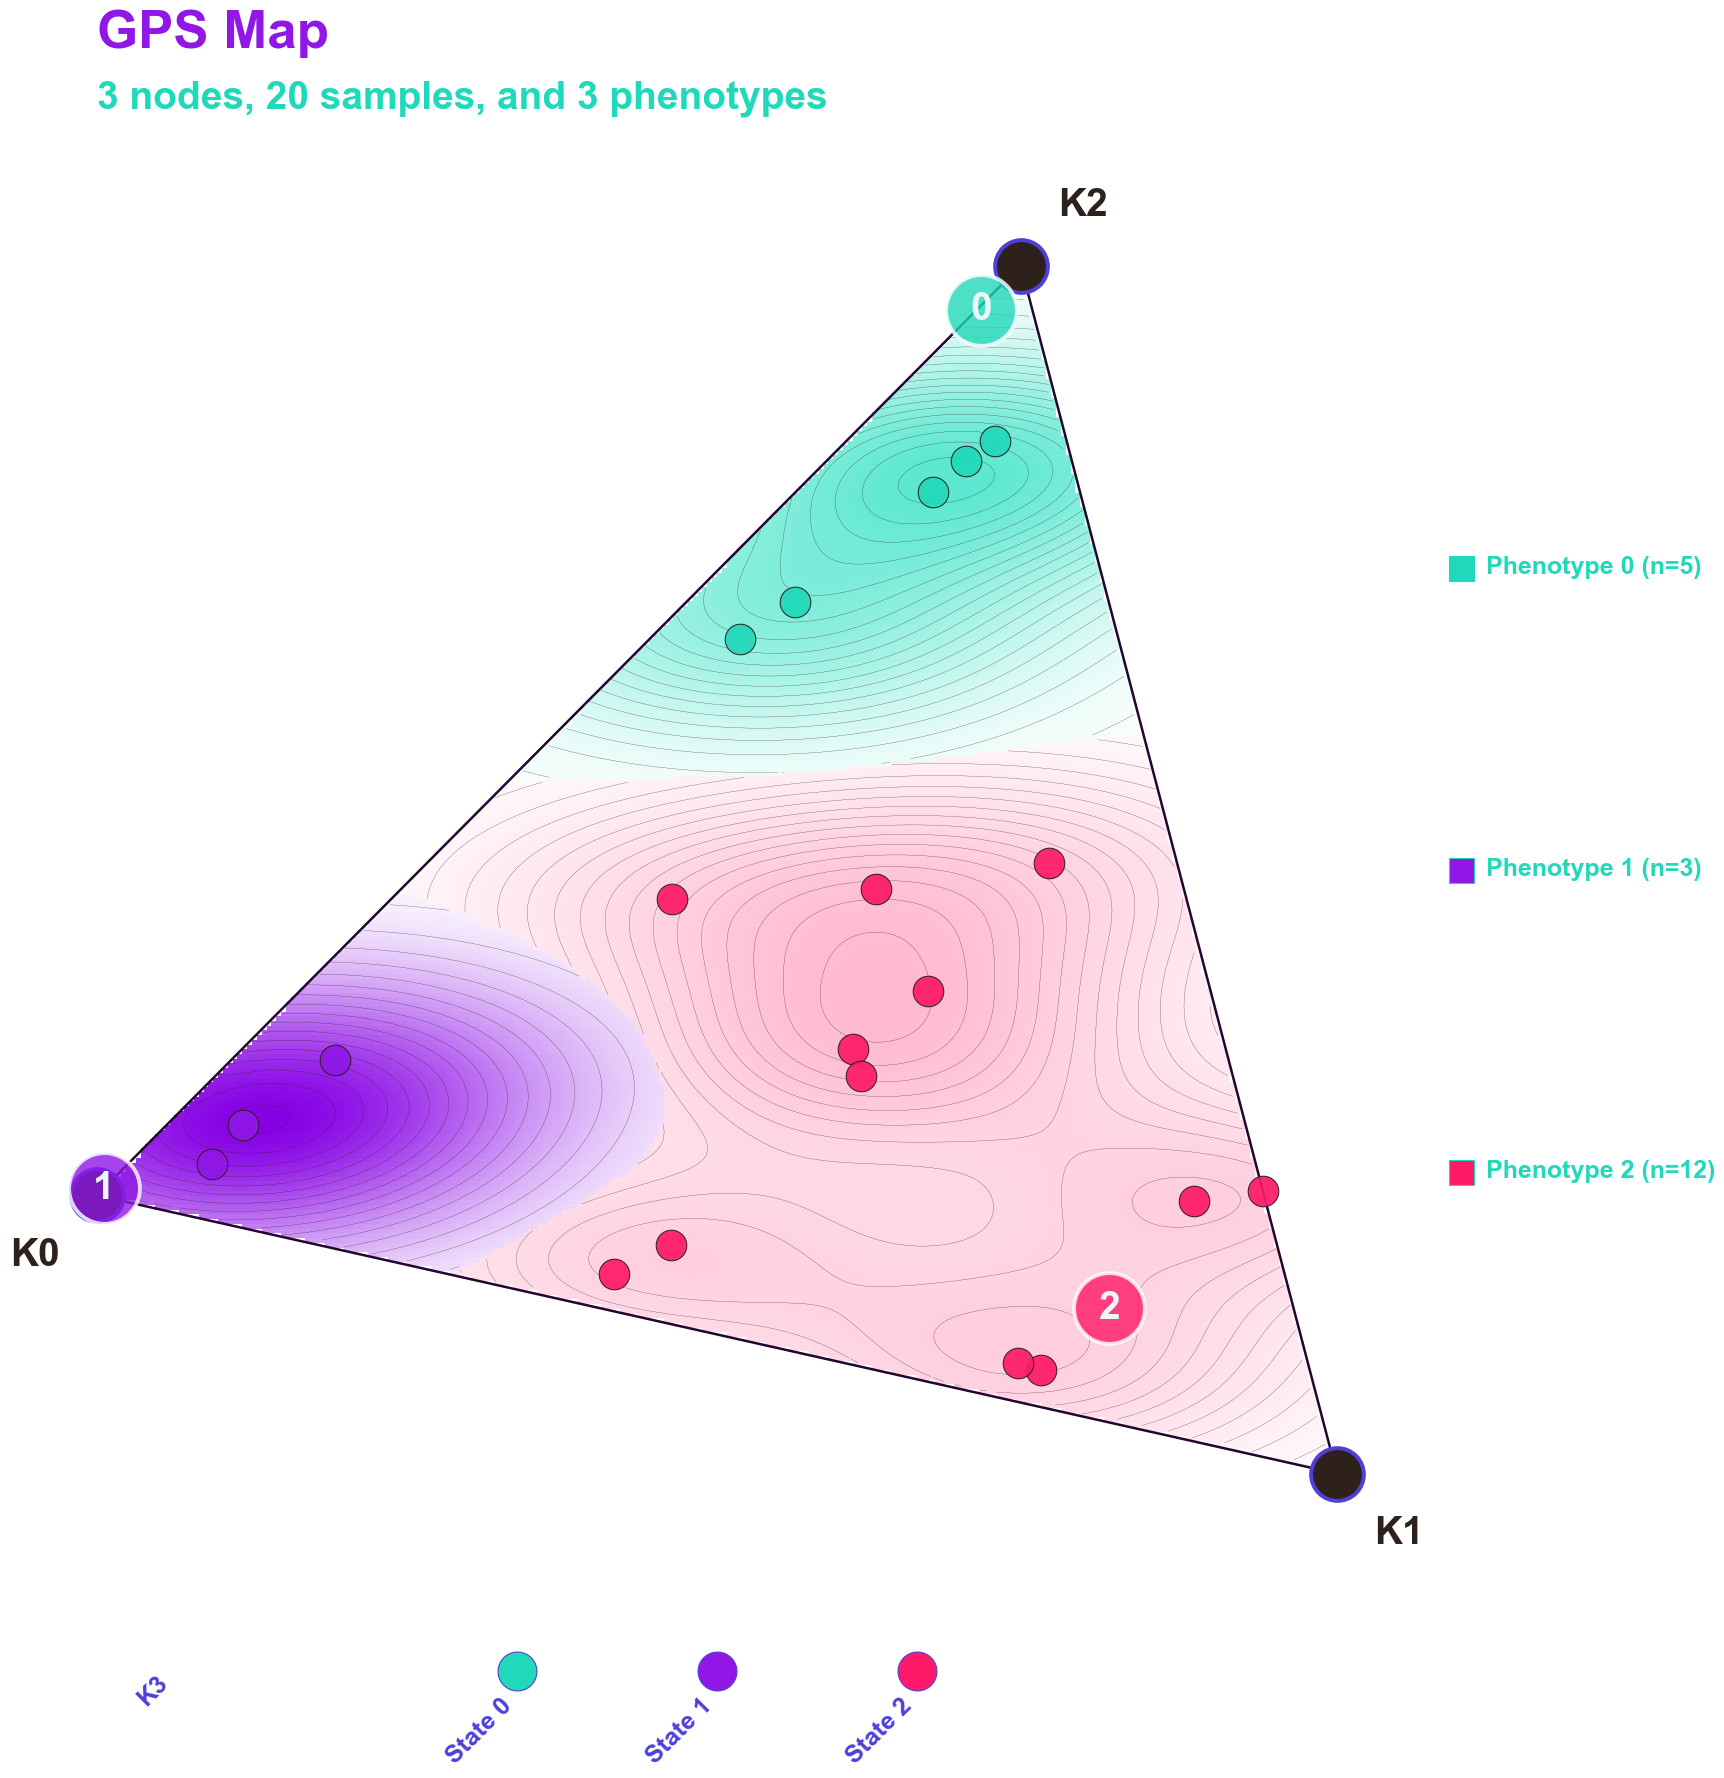 GPS Map
3 nodes, 20 samples, and 3 phenotypes
K2
0
Phenotype 0 (n=5)
Phenotype 1 (n=3)
Phenotype 2 (n=12)
1
K0
2
K1
K3
State 0
State 1
State 2